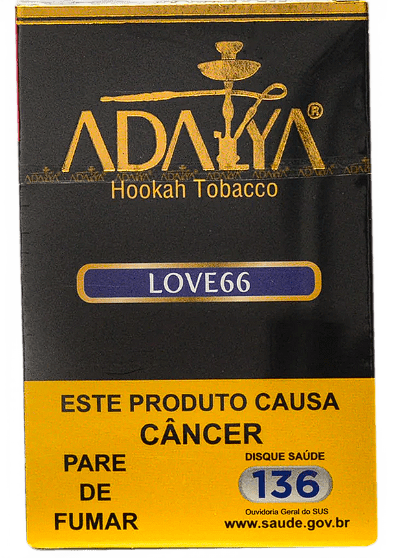 ADALYA®
Hookah Tobacco
LOVE66
ESTE PRODUTO CAUSA
CÂNCER
PARE
DE
FUMAR
DISQUE SAÚDE
136
Ouvidoria Geral do SUS
www.saude.gov.br